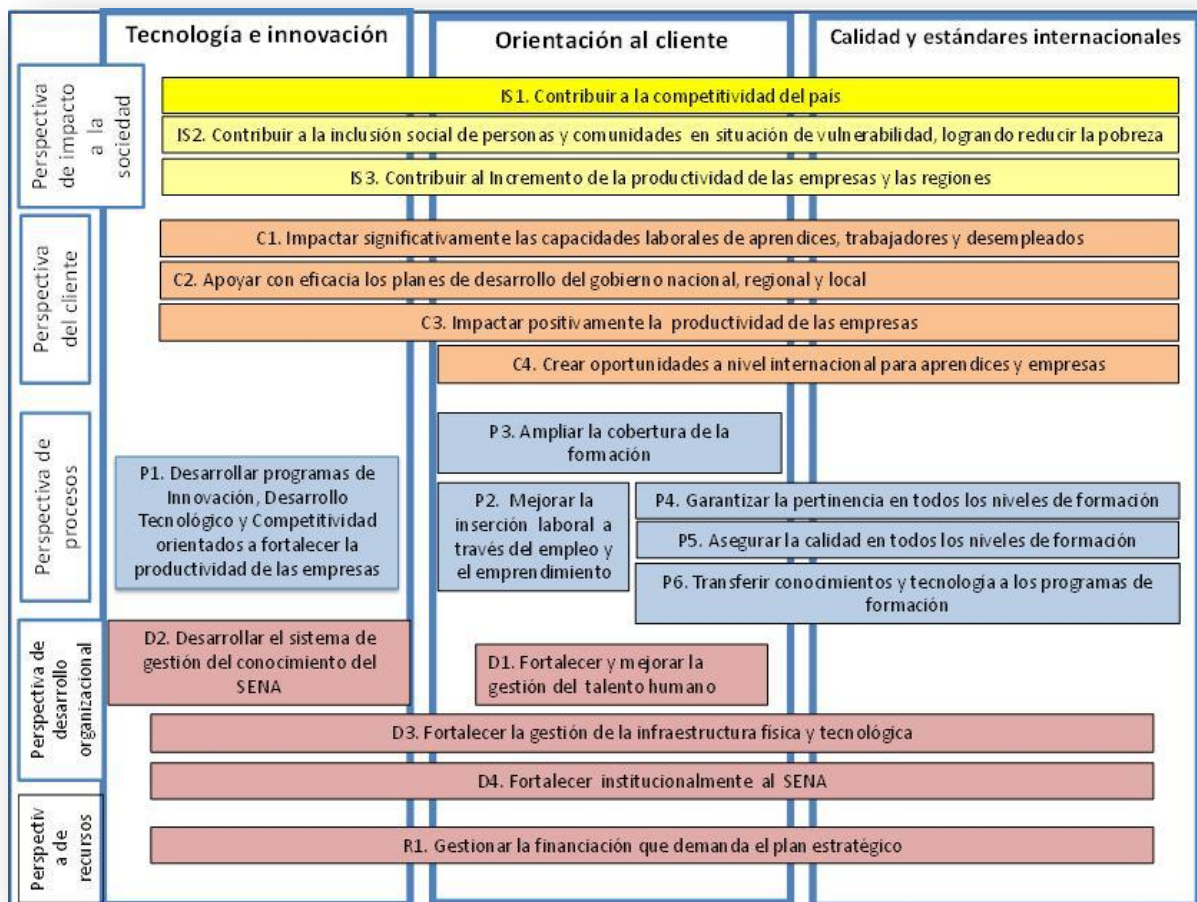 Tecnología e innovación
Orientación al cliente
Calidad y estándares internacionales
Perspectiva
de impacto
a la
sociedad
IS1. Contribuir a la competitividad del país
IS2. Contribuir a la inclusión social de personas y comunidades en situación de vulnerabilidad, logrando reducir la pobreza
IS3. Contribuir al Incremento de la productividad de las empresas y las regiones
Perspectiva
del cliente
C1. Impactar significativamente las capacidades laborales de aprendices, trabajadores y desempleados
C2. Apoyar con eficacia los planes de desarrollo del gobierno nacional, regional y local
C3. Impactar positivamente la productividad de las empresas
C4. Crear oportunidades a nivel internacional para aprendices y empresas
Perspectiva de
procesos
P1. Desarrollar programas de
Innovación, Desarrollo
Tecnológico y Competitividad
orientados a fortalecer la
productividad de las empresas
P3. Ampliar la cobertura de la
formación
P2. Mejorar la
inserción laboral a
través del empleo y
el emprendimiento
P4. Garantizar la pertinencia en todos los niveles de formación
P5. Asegurar la calidad en todos los niveles de formación
P6. Transferir conocimientos y tecnología a los programas de
formación
Perspectiva de
desarrollo
organizacional
D2. Desarrollar el sistema de
gestión del conocimiento del
SENA
D1. Fortalecer y mejorar la
gestión del talento humano
D3. Fortalecer la gestión de la infraestructura física y tecnológica
D4. Fortalecer institucionalmente al SENA
Perspectiv
a de
recursos
R1. Gestionar la financiación que demanda el plan estratégico